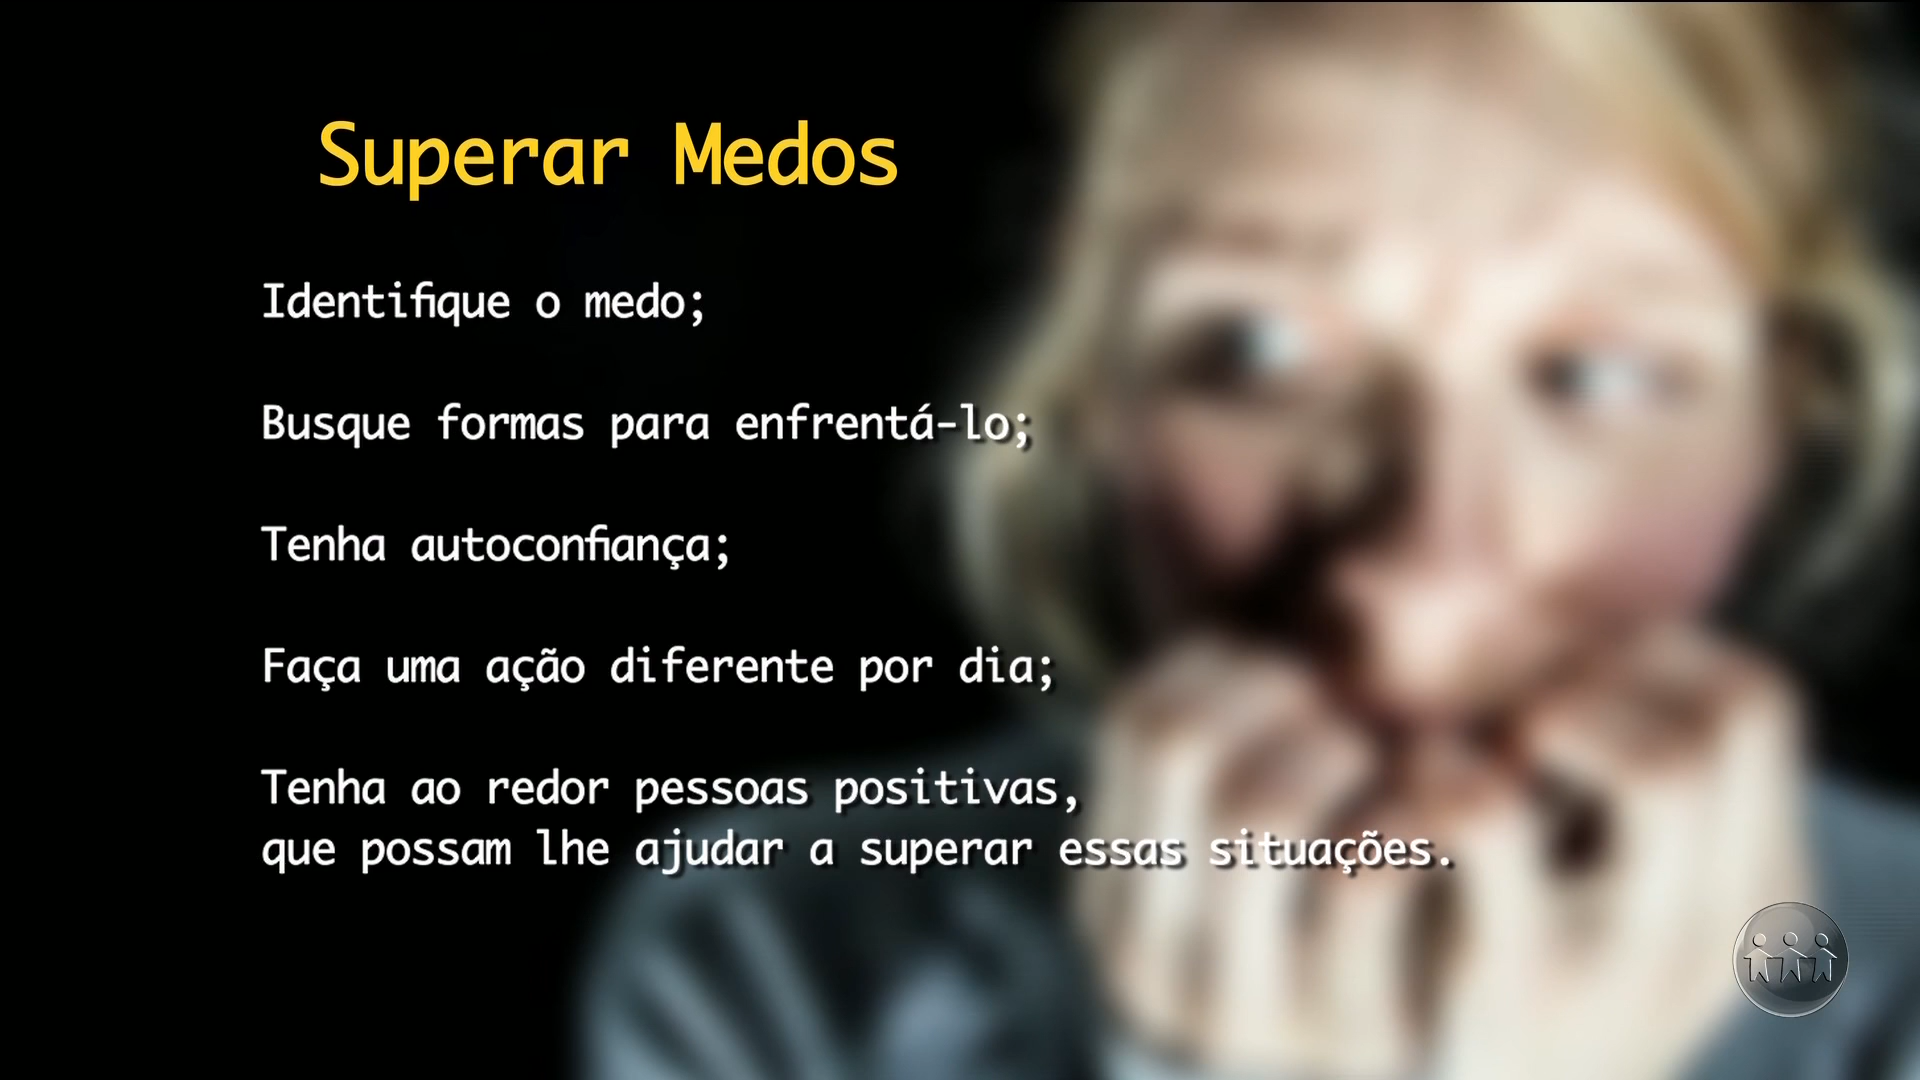 Superar Medos
Identifique o medo;
Busque formas para enfrentá-lo;
Tenha autoconfiança;
Faça uma ação diferente por dia;
Tenha ao redor pessoas positivas,
que possam lhe ajudar a superar essas situações.